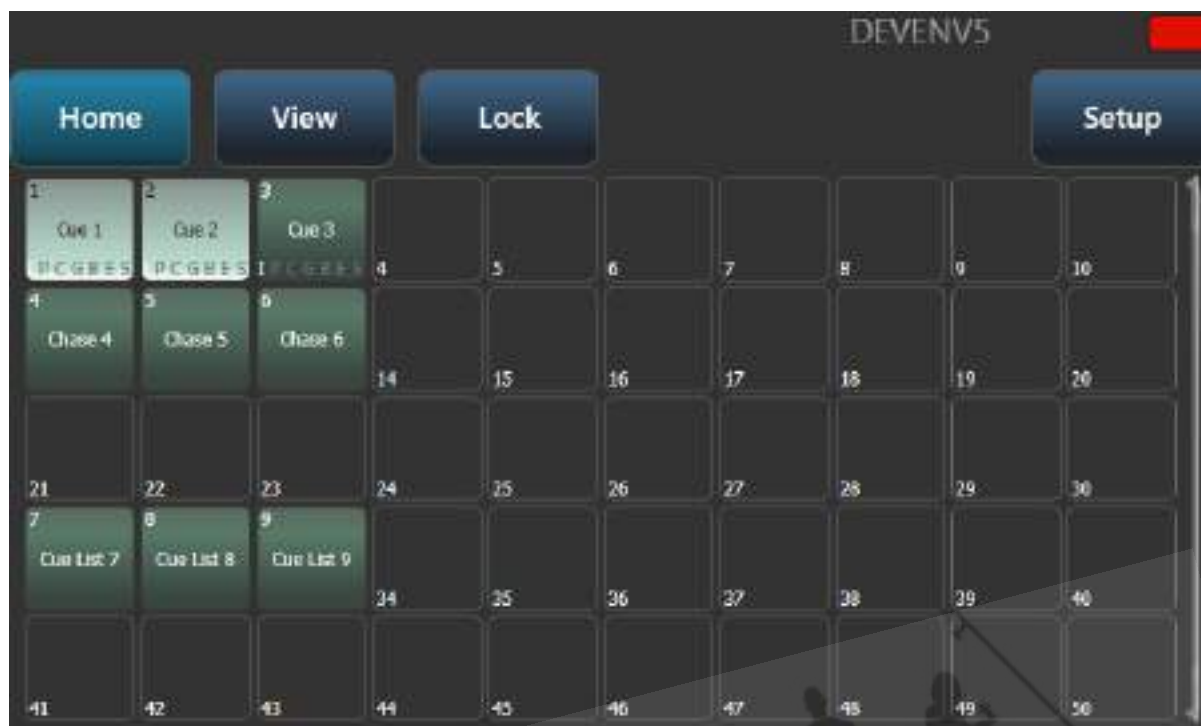 DEVENV5
Home View Lock Setup
1 2 3
Cue 1 Cue 2 Cue 3
P C G B E S P C G B E S I P C G B E S 4 5 6 7 8 9 10
4 5 6
Chase 4 Chase 5 Chase 6
14 15 16 17 18 19 20
21 22 23 24 25 26 27 28 29 30
7 8 9
Cue List 7 Cue List 8 Cue List 9
34 35 36 37 38 39 40
41 42 43 44 45 46 47 48 49 50